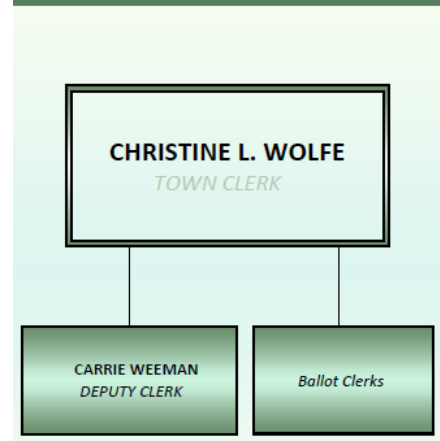 CHRISTINE L. WOLFE
TOWN CLERK
CARRIE WEEMAN
DEPUTY CLERK
Ballot Clerks